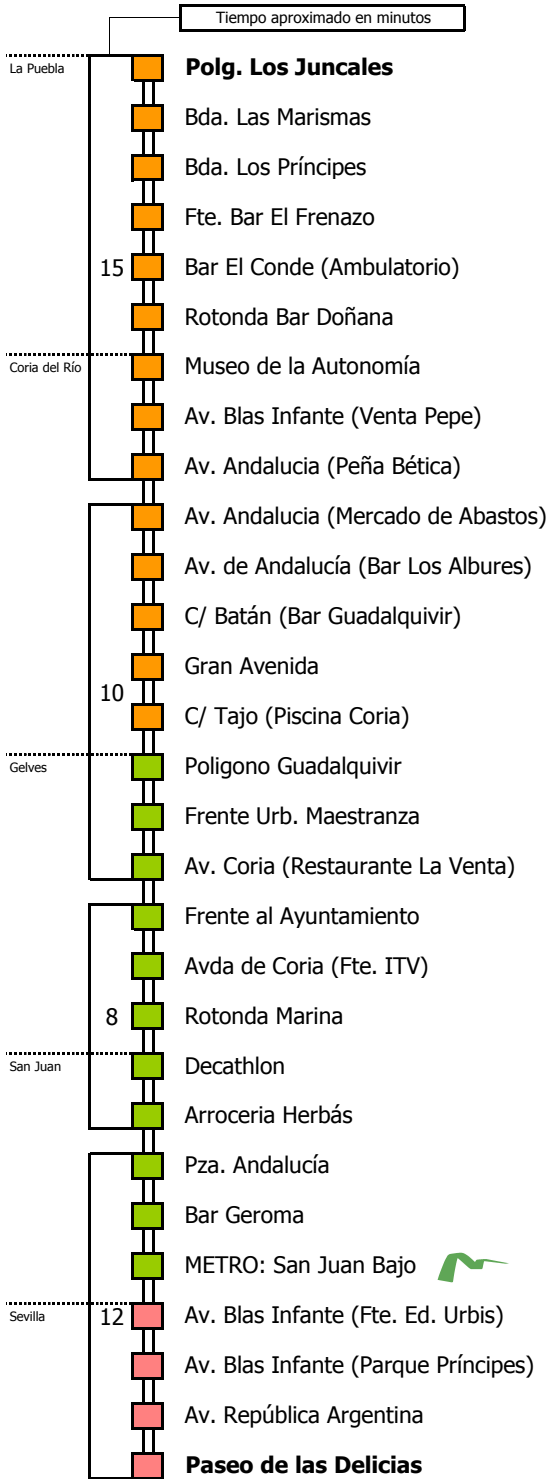 Tiempo aproximado en minutos
La Puebla
Polg. Los Juncales
Bda. Las Marismas
Bda. Los Príncipes
Fte. Bar El Frenazo
15
Bar El Conde (Ambulatorio)
Rotonda Bar Doñana
Coria del Río
Museo de la Autonomía
Av. Blas Infante (Venta Pepe)
Av. Andalucia (Peña Bética)
Av. Andalucia (Mercado de Abastos)
Av. de Andalucía (Bar Los Albures)
C/ Batán (Bar Guadalquivir)
Gran Avenida
10
C/ Tajo (Piscina Coria)
Gelves
Poligono Guadalquivir
Frente Urb. Maestranza
Av. Coria (Restaurante La Venta)
Frente al Ayuntamiento
Avda de Coria (Fte. ITV)
8
Rotonda Marina
San Juan
Decathlon
Arroceria Herbás
Pza. Andalucía
Bar Geroma
METRO: San Juan Bajo
Sevilla
12
Av. Blas Infante (Fte. Ed. Urbis)
Av. Blas Infante (Parque Príncipes)
Av. República Argentina
Paseo de las Delicias